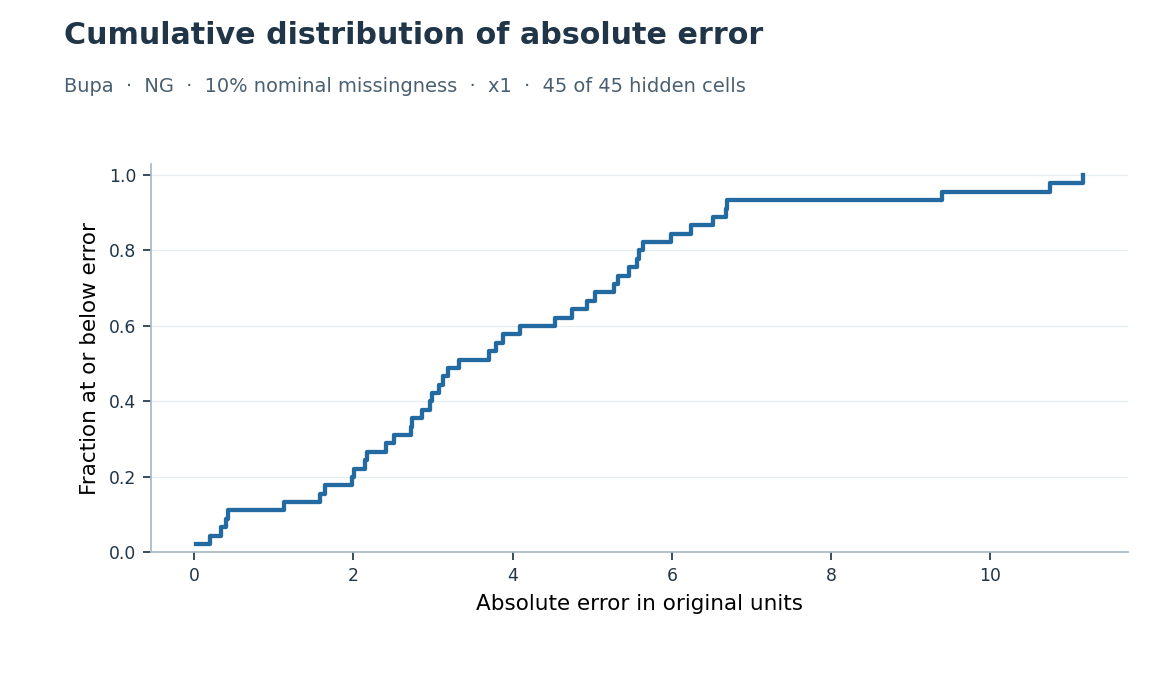 Cumulative distribution of absolute error
Bupa · NG · 10% nominal missingness · x1 · 45 of 45 hidden cells
Fraction at or below error
1.0
0.8
0.6
0.4
0.2
0.0
0 2 4 6 8 10
Absolute error in original units